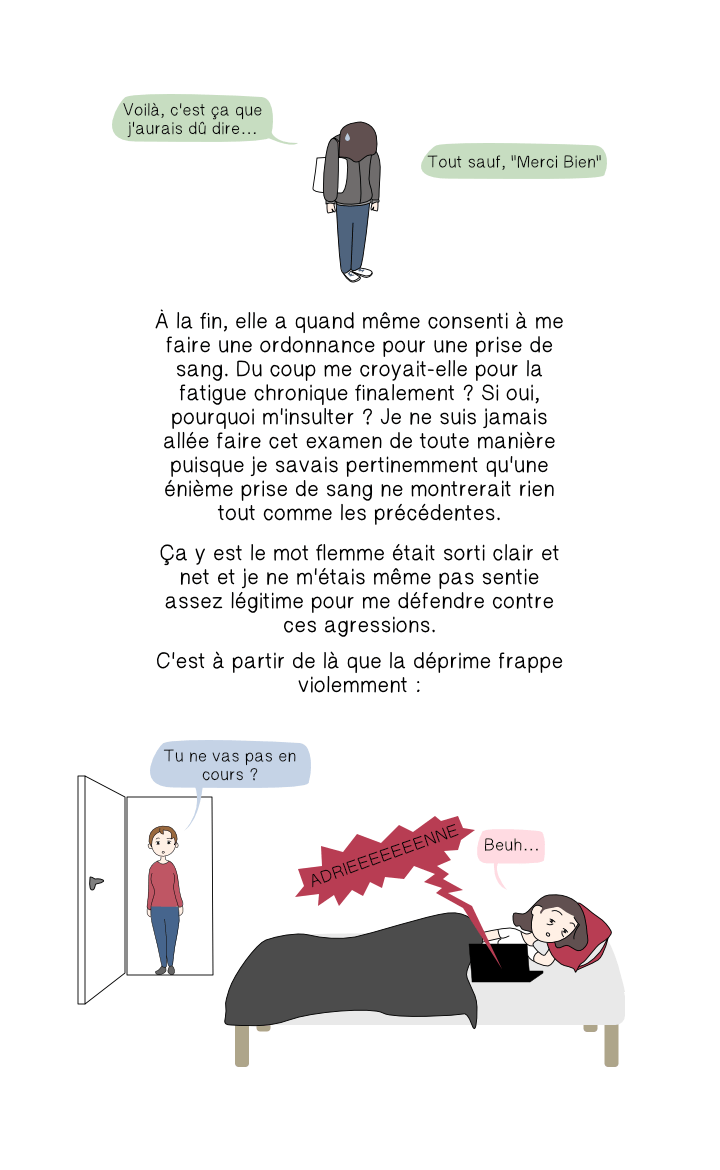 Voilà, c'est ça que
j'aurais dû dire...
Tout sauf, "Merci Bien"
À la fin, elle a quand même consenti à me
faire une ordonnance pour une prise de
sang. Du coup me croyait-elle pour la
fatigue chronique finalement ? Si oui,
pourquoi m'insulter ? Je ne suis jamais
allée faire cet examen de toute manière
puisque je savais pertinemment qu'une
énième prise de sang ne montrerait rien
tout comme les précédentes.
Ça y est le mot flemme était sorti clair et
net et je ne m'étais même pas sentie
assez légitime pour me défendre contre
ces agressions.
C'est à partir de là que la déprime frappe
violemment :
Tu ne vas pas en
cours ?
ADRIEEEEEEEENNE
Beuh...